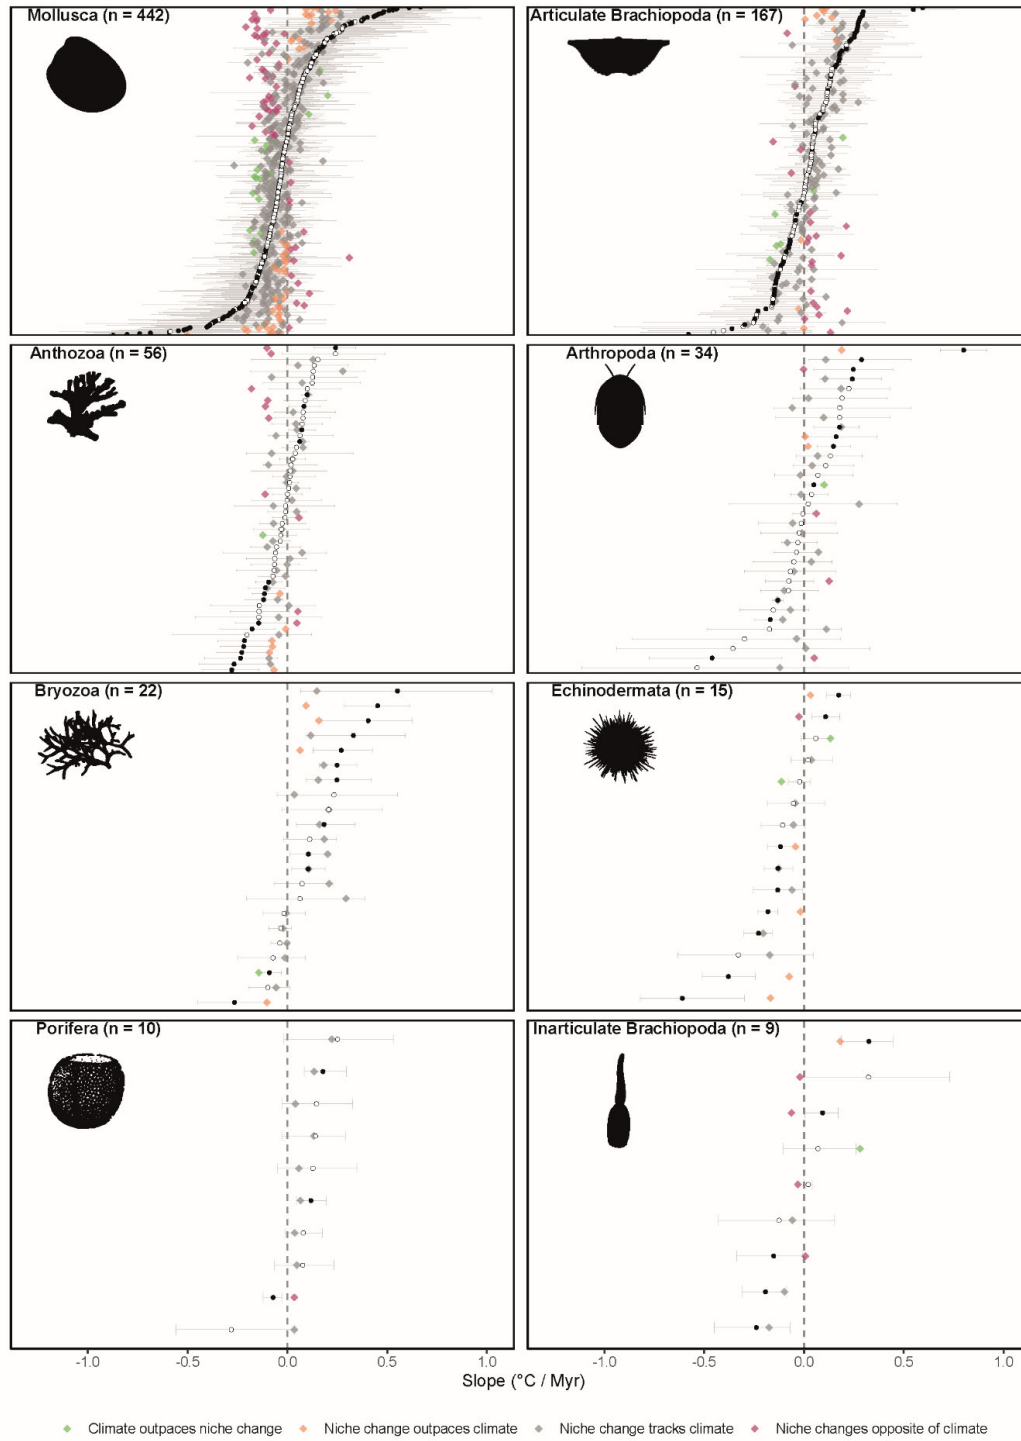 Mollusca (n = 442)
Articulate Brachiopoda (n = 167)
Anthozoa (n = 56)
Arthropoda (n = 34)
Bryozoa (n = 22)
Echinodermata (n = 15)
Porifera (n = 10)
Inarticulate Brachiopoda (n = 9)
-1.0 -0.5 0.0 0.5 1.0 -1.0 -0.5 0.0 0.5 1.0
Slope (°C / Myr)
Climate outpaces niche change Niche change outpaces climate Niche change tracks climate Niche changes opposite of climate